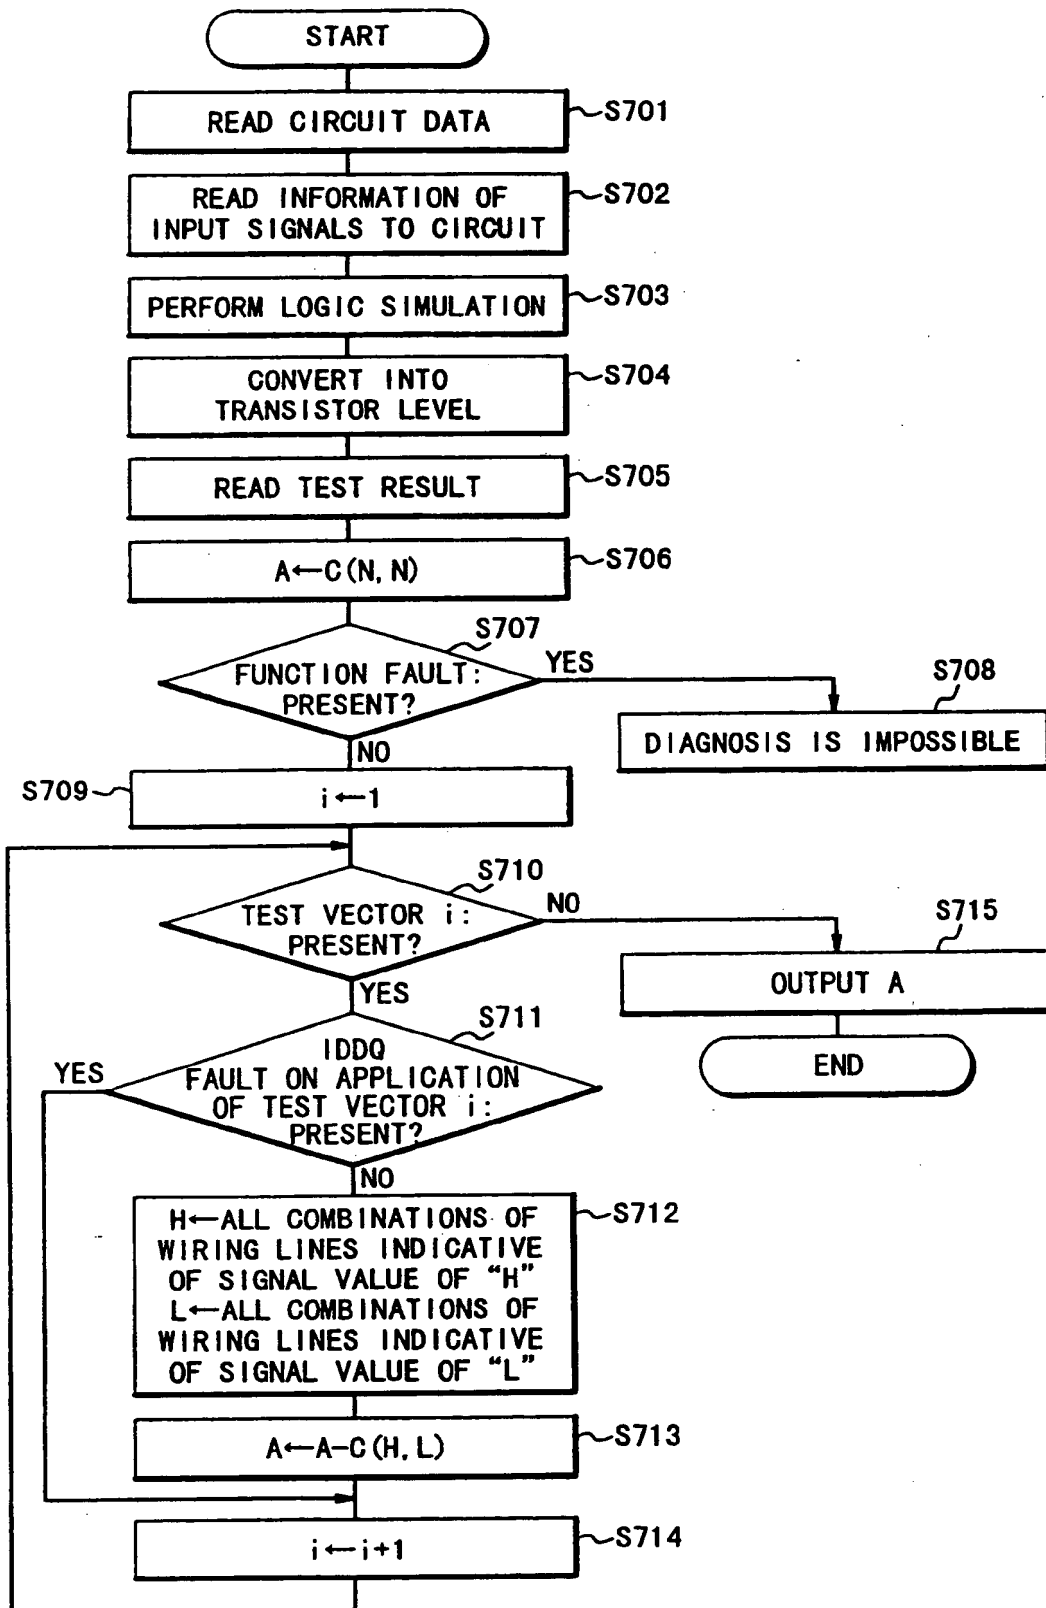 START
READ CIRCUIT DATA
S701
READ INFORMATION OF
INPUT SIGNALS TO CIRCUIT
S702
PERFORM LOGIC SIMULATION
S703
CONVERT INTO
TRANSISTOR LEVEL
S704
READ TEST RESULT
S705
A←C(N,N)
S706
S707
FUNCTION FAULT:
PRESENT?
YES
NO
S708
DIAGNOSIS IS IMPOSSIBLE
S709
i←1
S710
TEST VECTOR i:
PRESENT?
NO
YES
S715
OUTPUT A
END
S711
IDDQ
FAULT ON APPLICATION
OF TEST VECTOR i:
PRESENT?
YES
NO
H←ALL COMBINATIONS OF
WIRING LINES INDICATIVE
OF SIGNAL VALUE OF “H”
L←ALL COMBINATIONS OF
WIRING LINES INDICATIVE
OF SIGNAL VALUE OF “L”
S712
A←A-C(H,L)
S713
i←i+1
S714